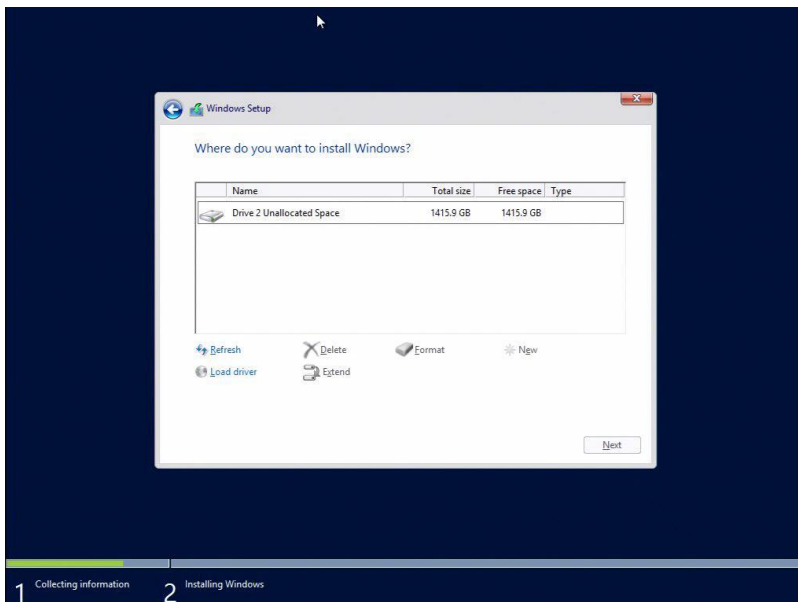 Windows Setup
Where do you want to install Windows?
Name Total size Free space Type
Drive 2 Unallocated Space 1415.9 GB 1415.9 GB
Refresh Delete Format New
Load driver Extend
Next
1 Collecting information 2 Installing Windows